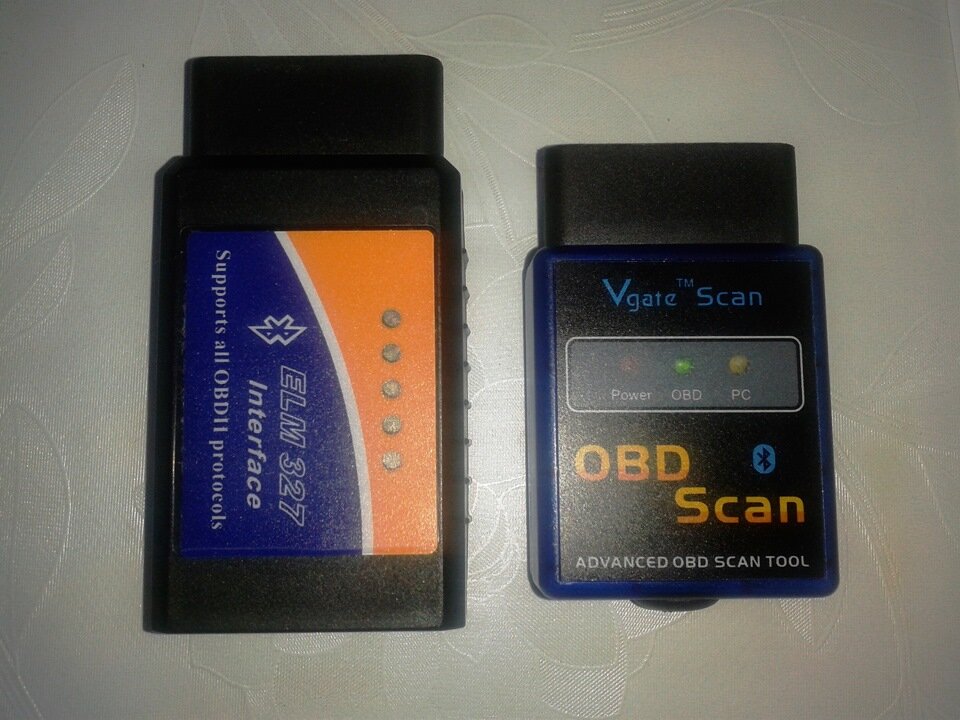 Supports all OBDII protocols
ELM 327
Interface
Vgate™ Scan
Power OBD PC
OBD
Scan
ADVANCED OBD SCAN TOOL